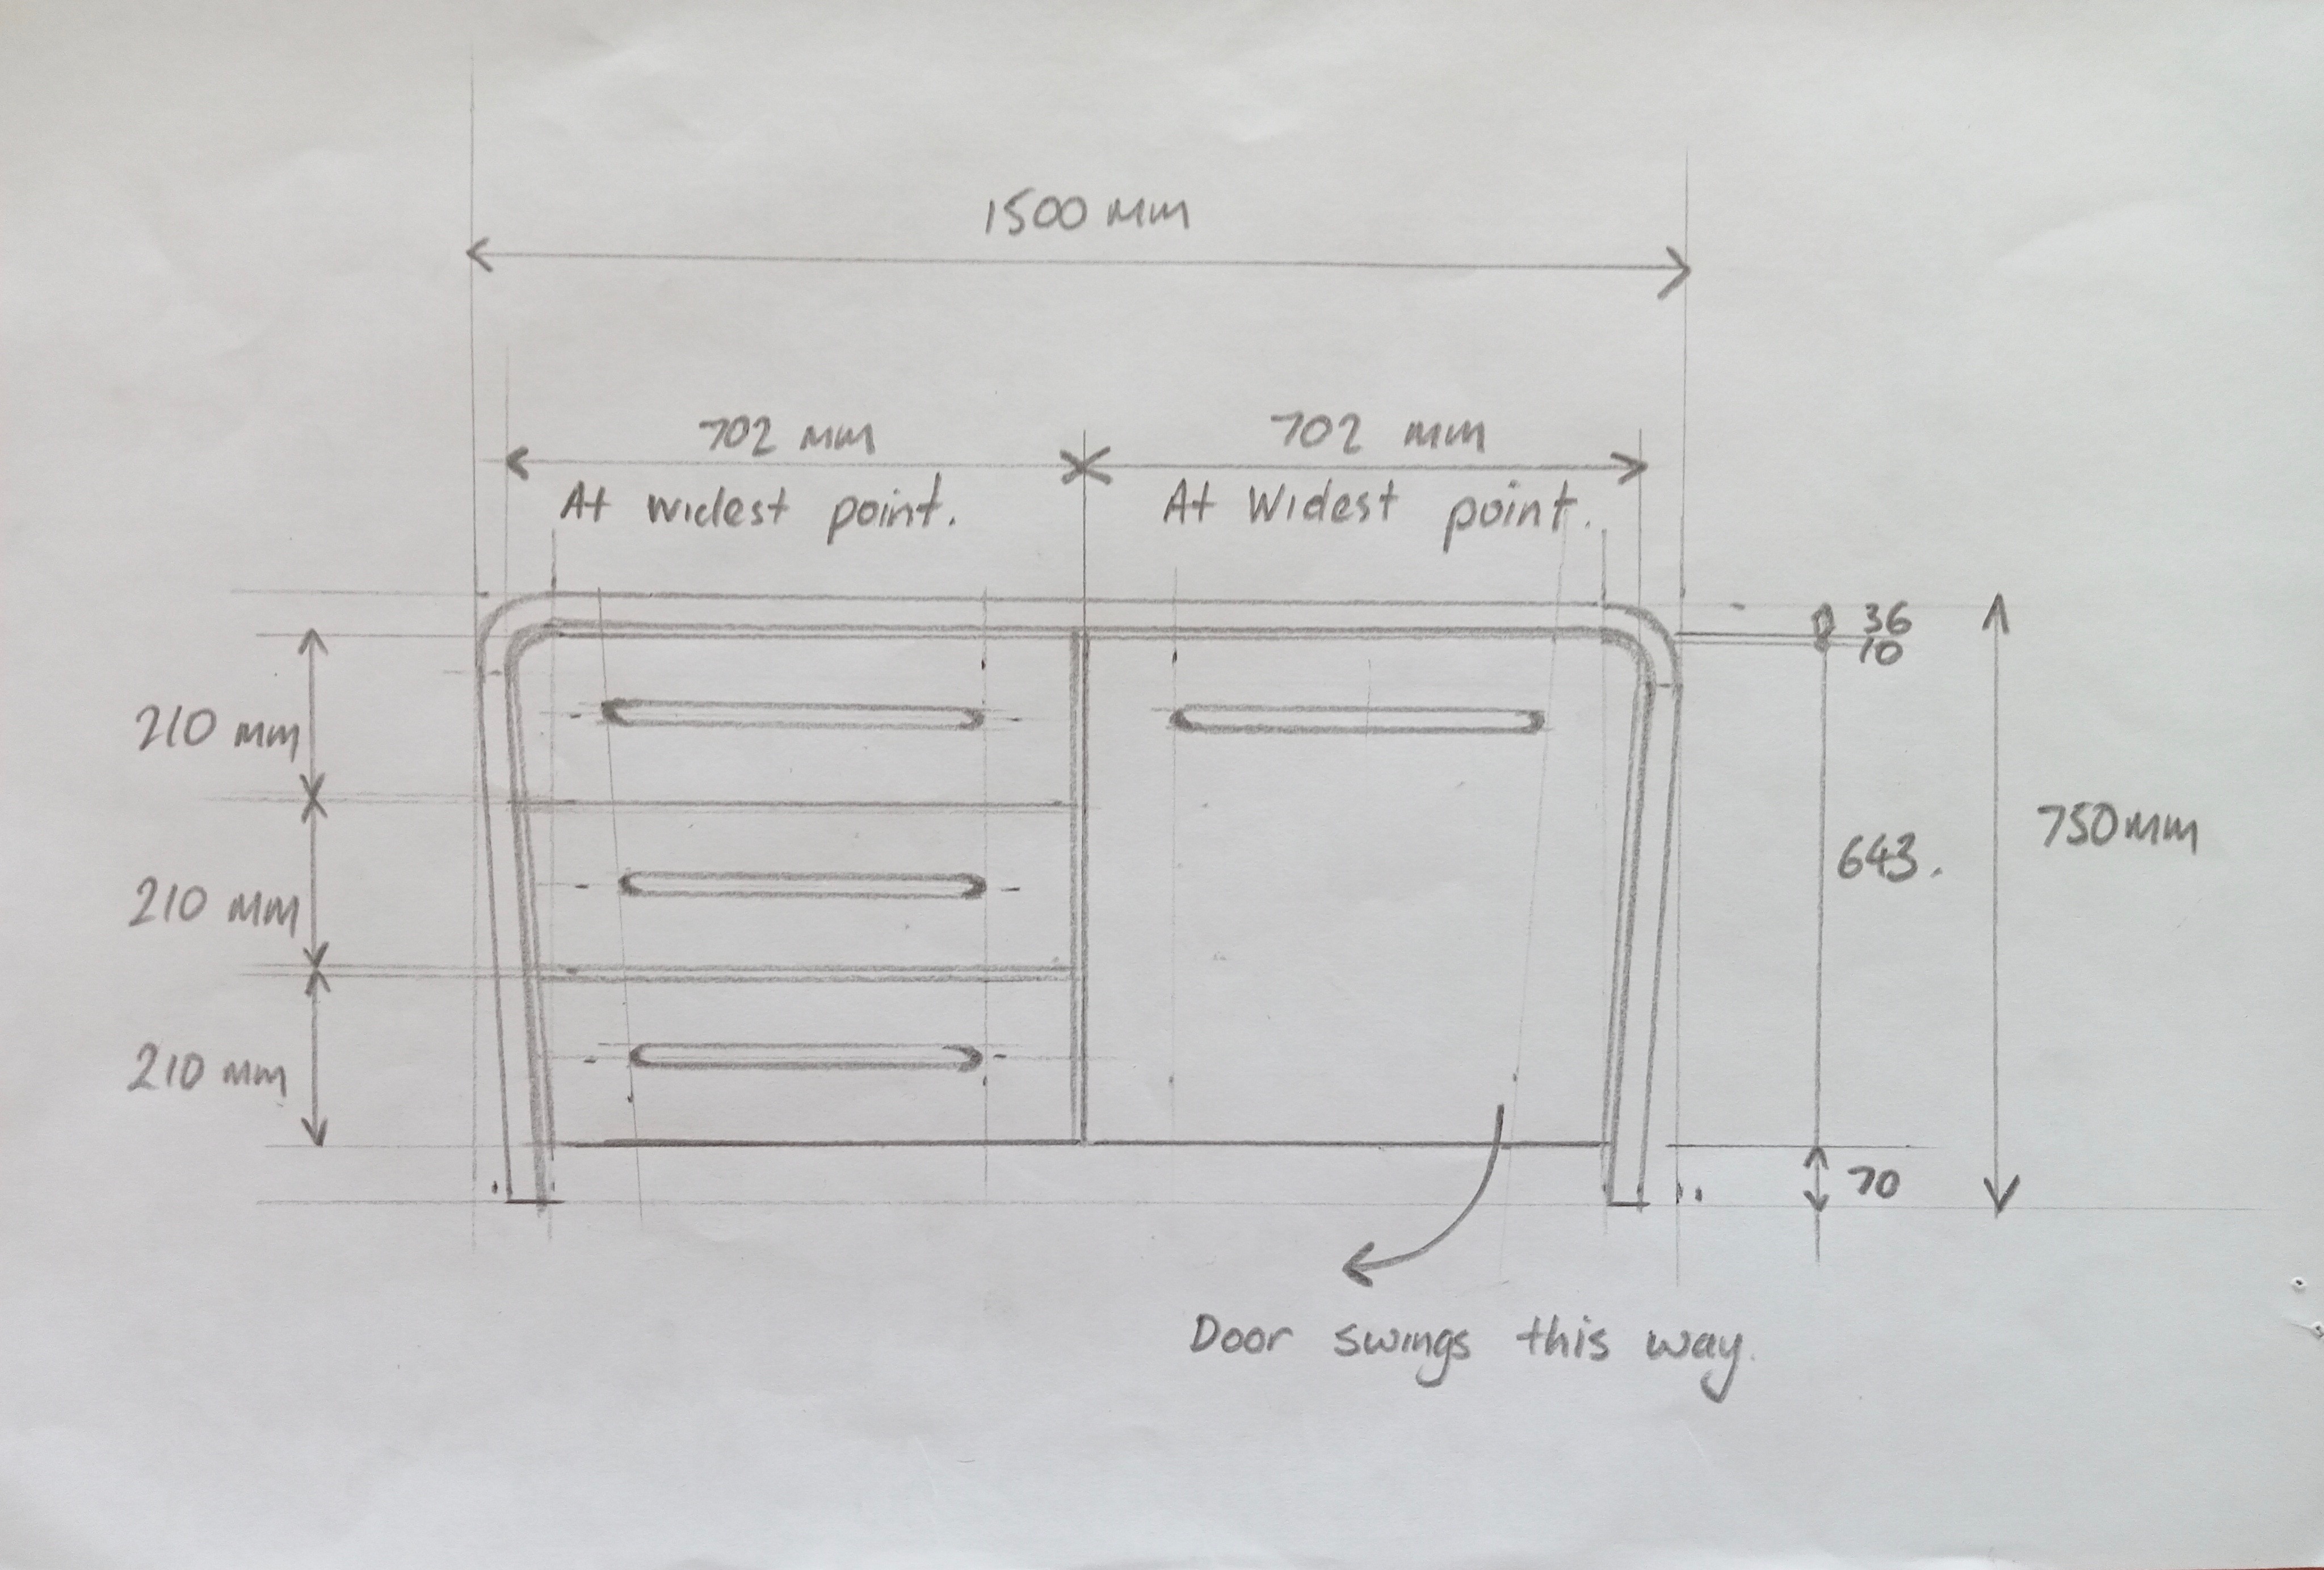 1500 mm
702 mm
702 mm
At widest point.
At Widest point.
36
10
210 mm
750mm
643.
210 mm
210 mm
70
Door swings this way.